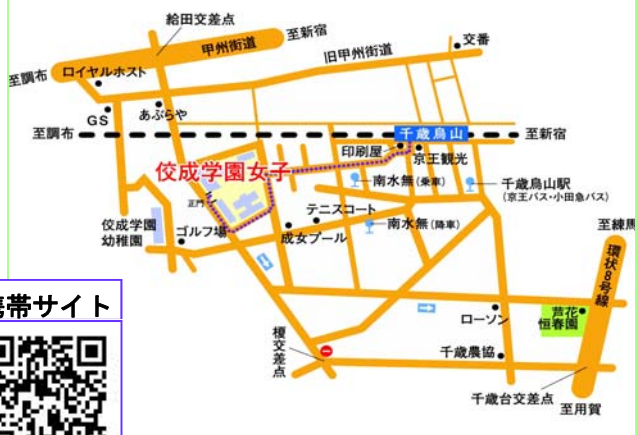 給田交差点
甲州街道
至新宿
交番
旧甲州街道
至調布
ロイヤルホスト
GS
あぶらや
至調布
千歳烏山
至新宿
印刷屋
京王観光
佼成学園女子
南水無(乗車)
千歳烏山駅
(京王バス・小田急バス)
正門
テニスコート
至練馬
佼成学園
幼稚園
南水無(降車)
ゴルフ場
成女プール
環状8号線
携帯サイト
ローソン
芦花
恒春園
榎交差点
千歳農協
千歳台交差点
至用賀